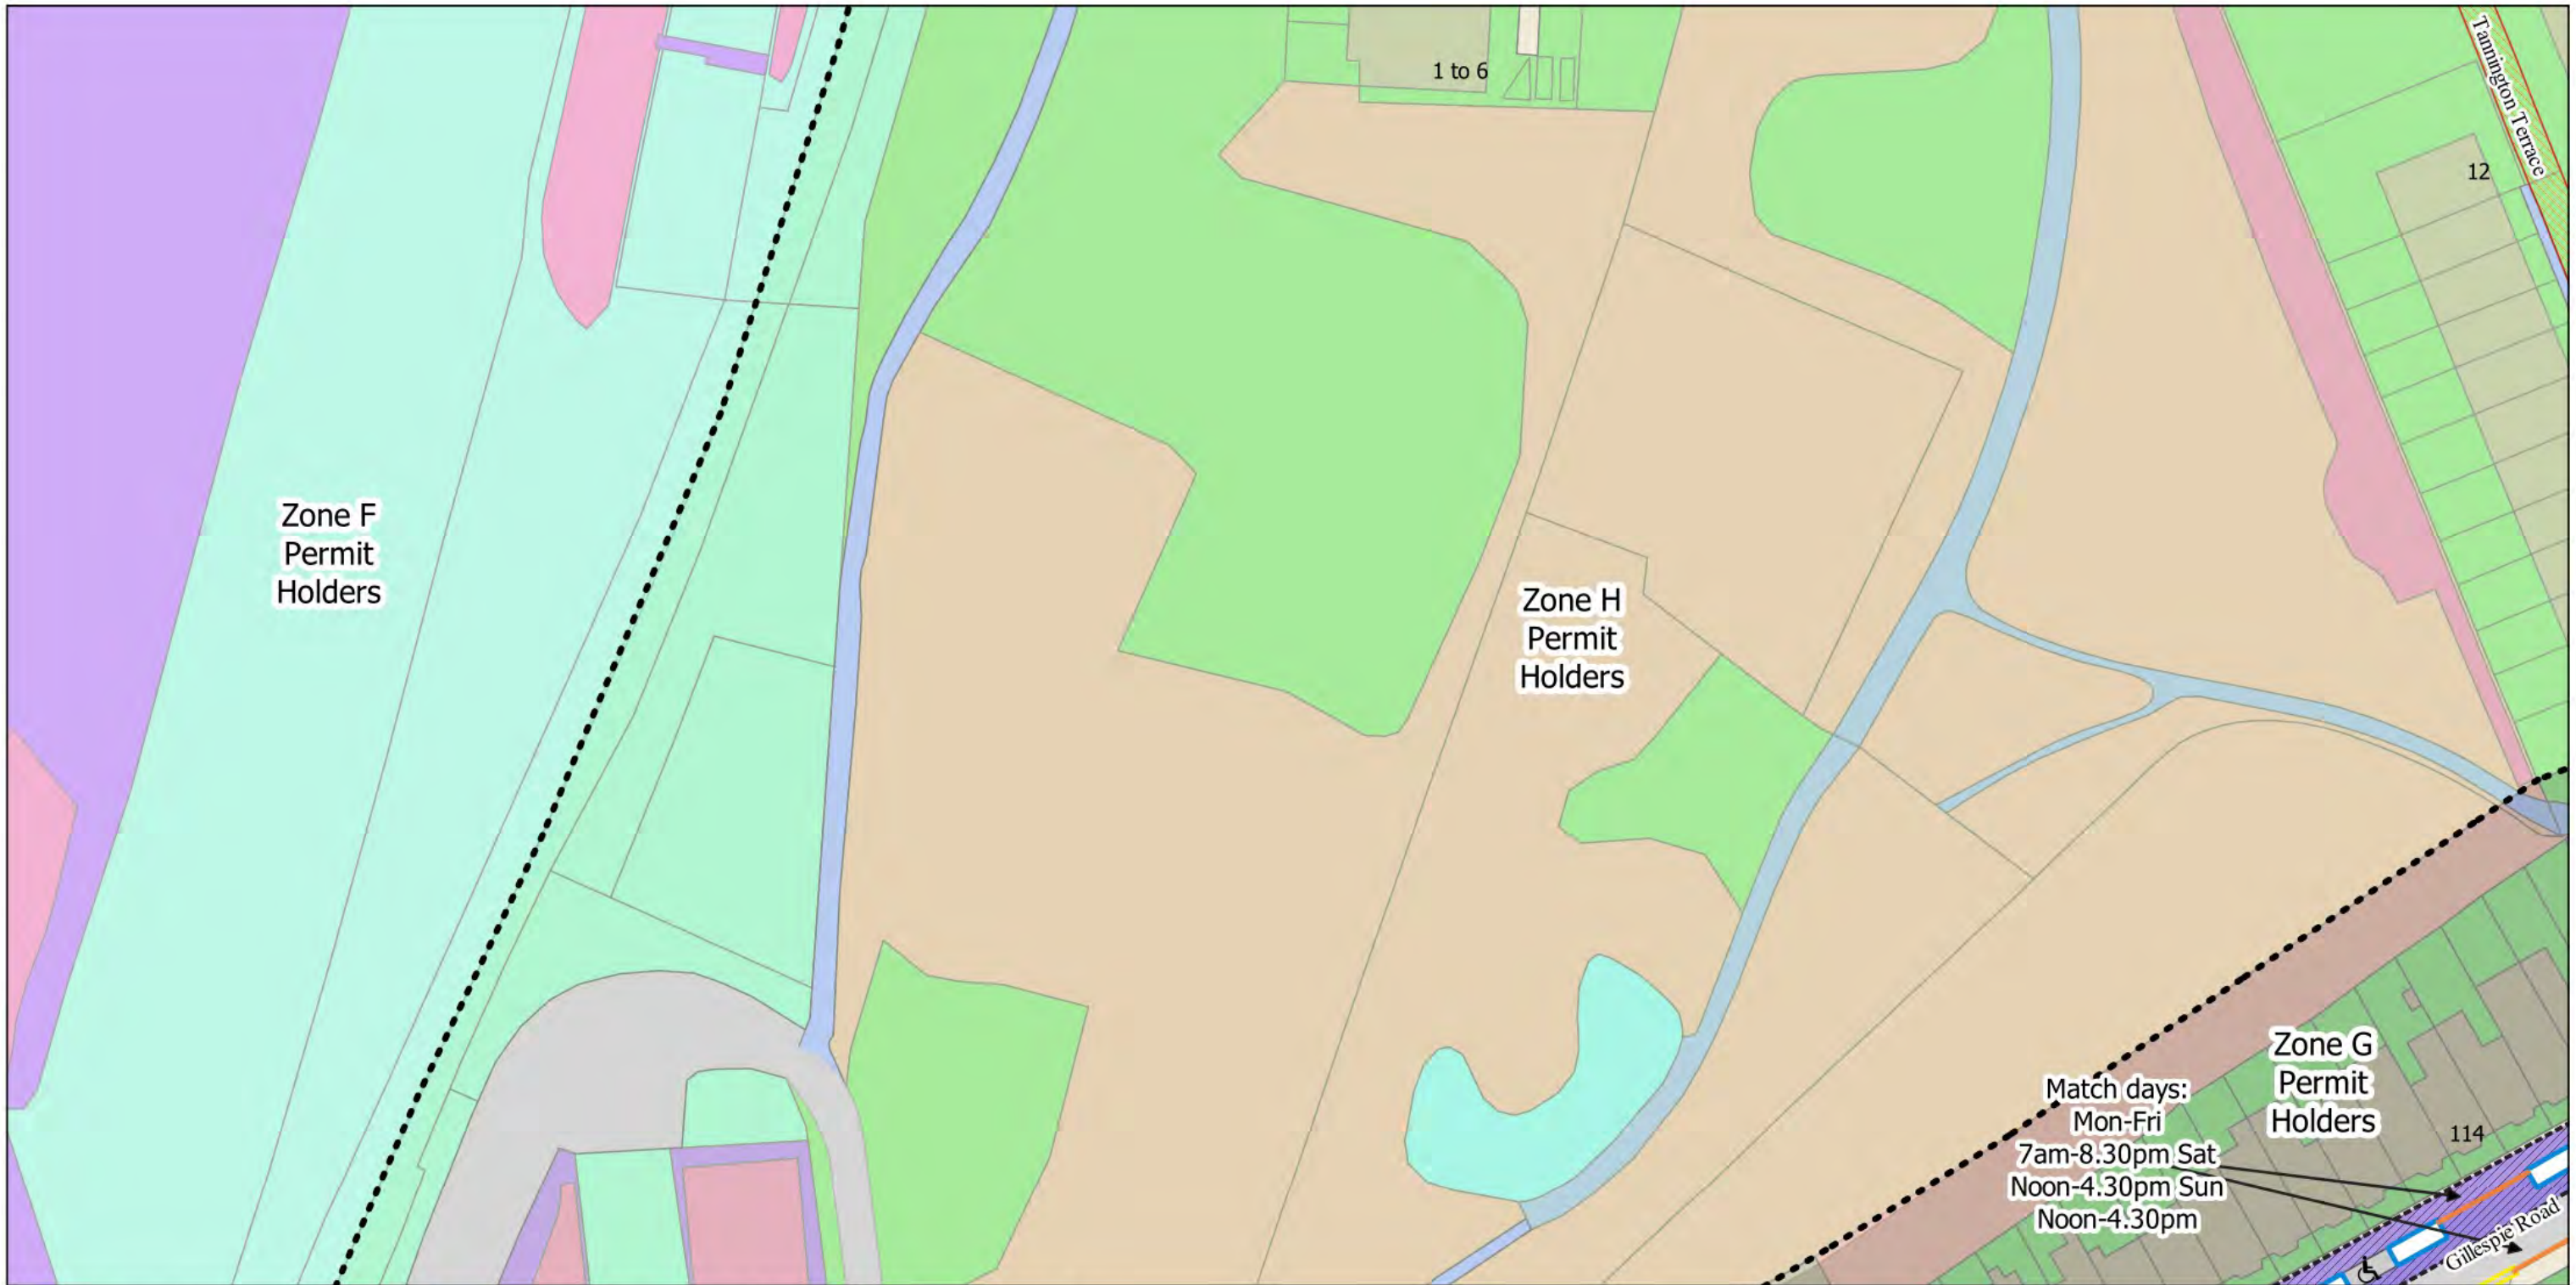 Tannington Terrace
1 to 6
12
Zone F
Permit
Holders
Zone H
Permit
Holders
Zone G
Permit
Holders
Match days:
Mon-Fri
7am-8.30pm Sat
Noon-4.30pm Sun
Noon-4.30pm
114
Gillespie Road